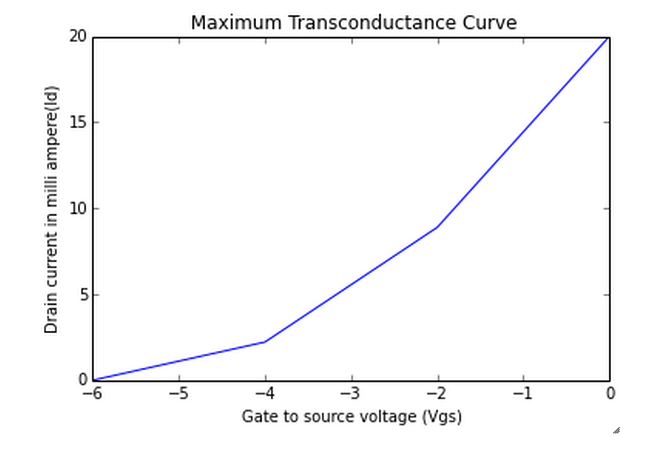 Maximum Transconductance Curve
20
15
10
5
0
Drain current in milli ampere(Id)
−6 −5 −4 −3 −2 −1 0
Gate to source voltage (Vgs)